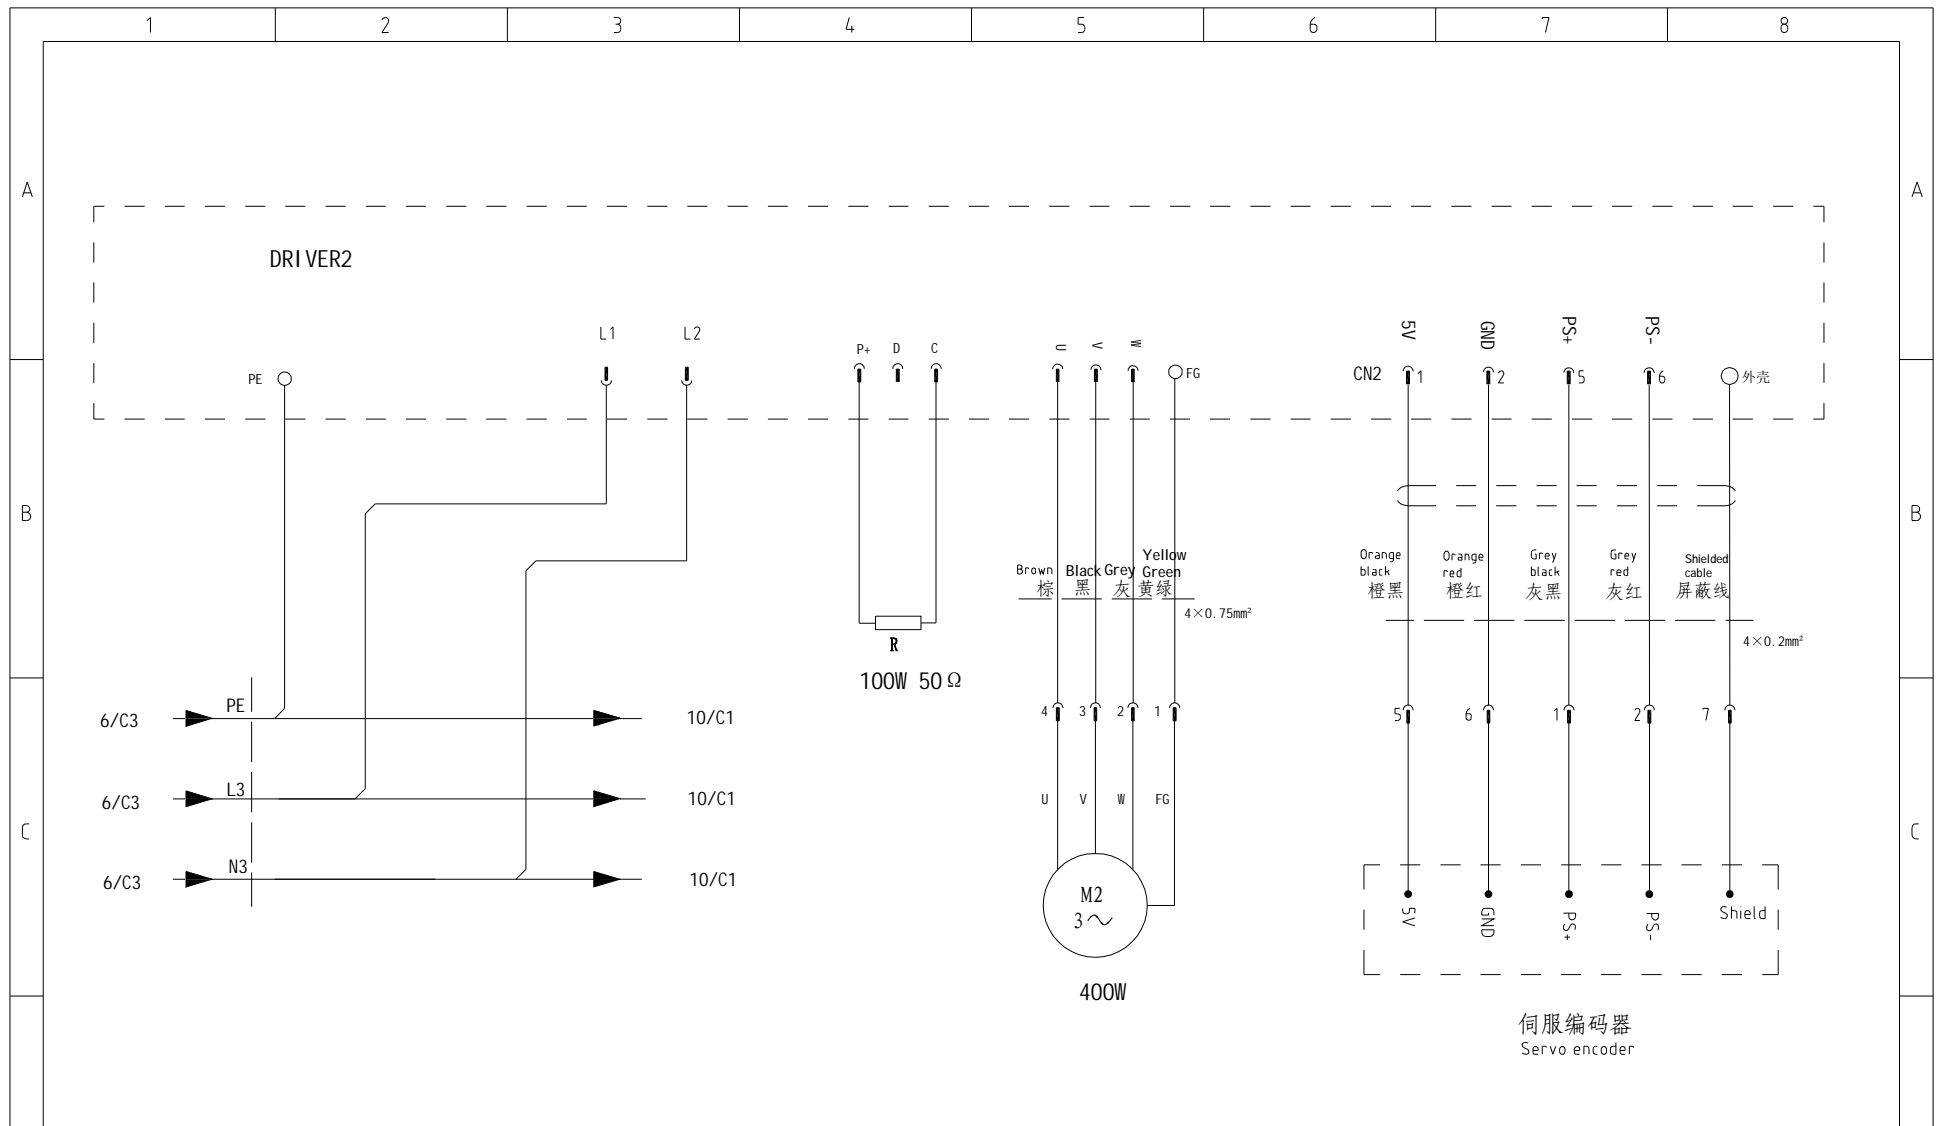 1 2 3 4 5 6 7 8
A A
DRIVER2
L1 L2
5V GND PS+ PS-
P+ D C
U V W
PE
FG
CN2 1 2 5 6 外壳
B B
Brown Black Grey Yellow
Green
棕 黑 灰 黄绿
4×0.75mm²
Orange
black
橙黑
Orange
red
橙红
Grey
black
灰黑
Grey
red
灰红
Shielded
cable
屏蔽线
4×0.2mm²
R
100W 50Ω
PE
6/C3 10/C1
4 3 2 1
5 6 1 2 7
L3
6/C3 10/C1
U V W FG
C C
N3
6/C3 10/C1
M2
3
5V GND PS+ PS- Shield
400W
伺服编码器
Servo encoder